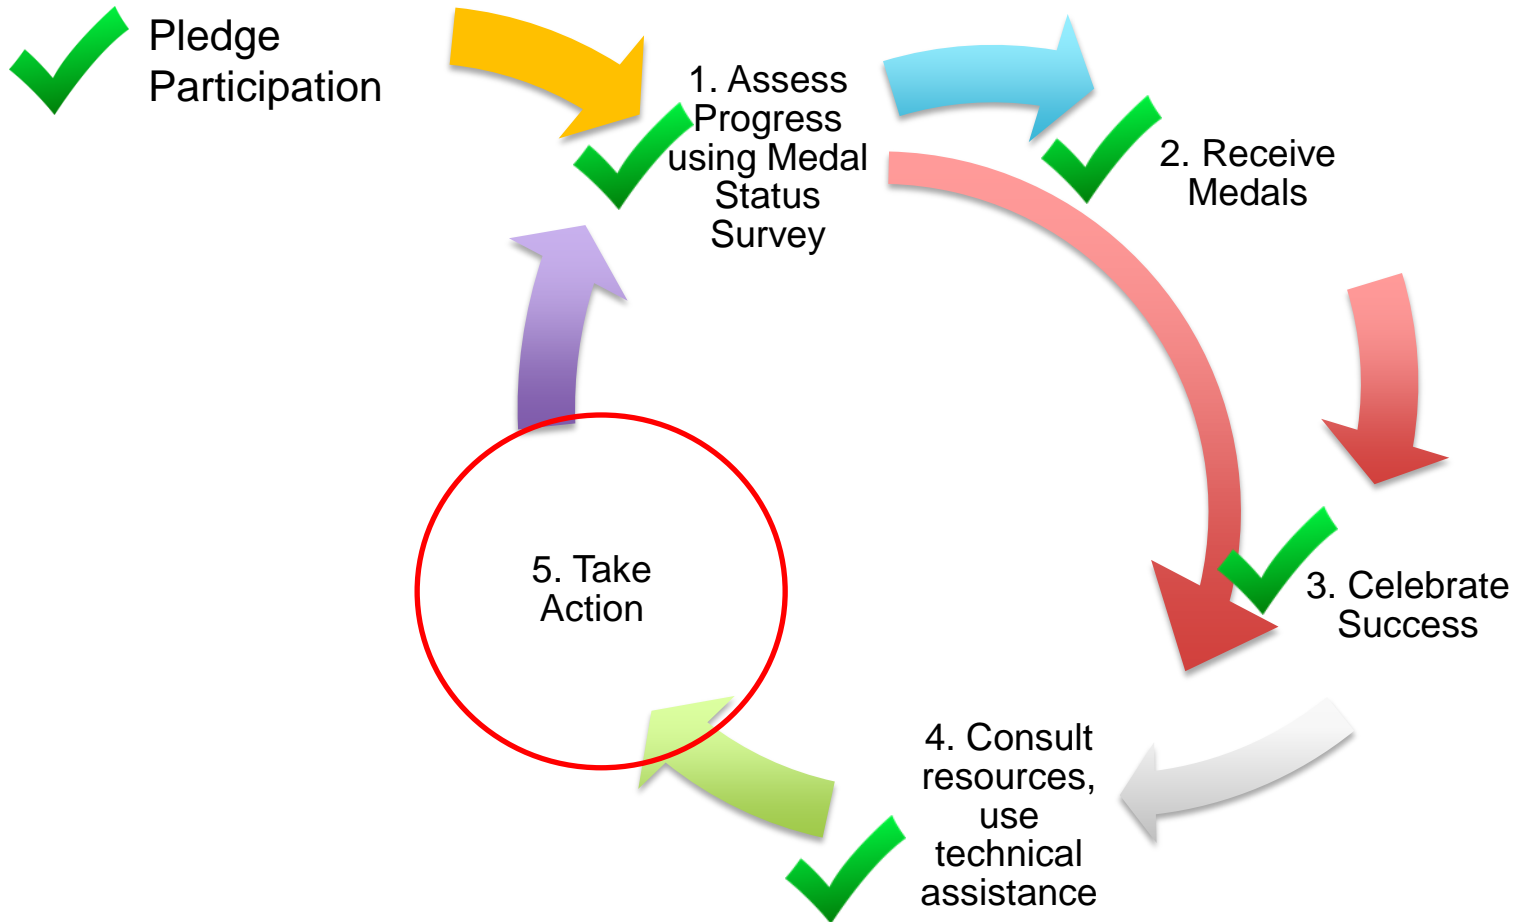 Pledge
Participation
1. Assess
Progress
using Medal
Status
Survey
2. Receive
Medals
3. Celebrate
Success
4. Consult
resources,
use
technical
assistance
5. Take
Action